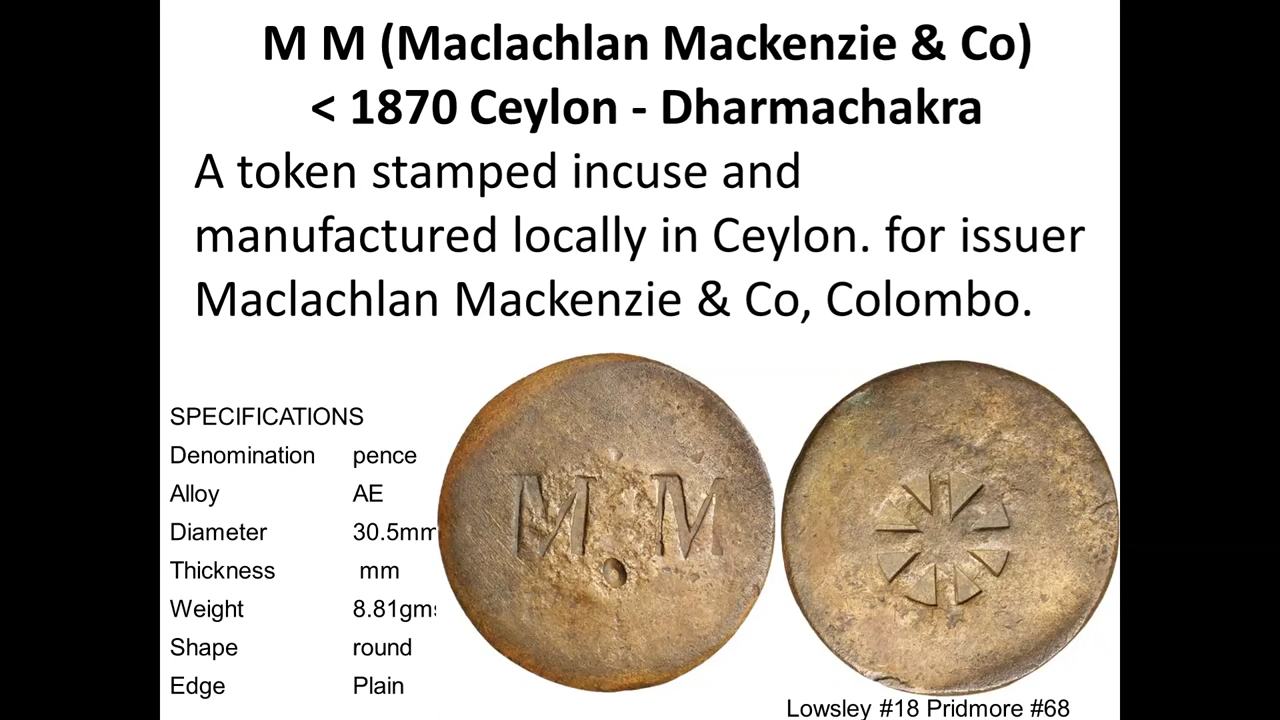 M M (Maclachlan Mackenzie & Co)
< 1870 Ceylon - Dharmachakra
A token stamped incuse and
manufactured locally in Ceylon. for issuer
Maclachlan Mackenzie & Co, Colombo.
SPECIFICATIONS
Denomination pence
Alloy AE
Diameter 30.5mm
Thickness mm
Weight 8.81gms
Shape round
Edge Plain
M M
Lowsley #18 Pridmore #68